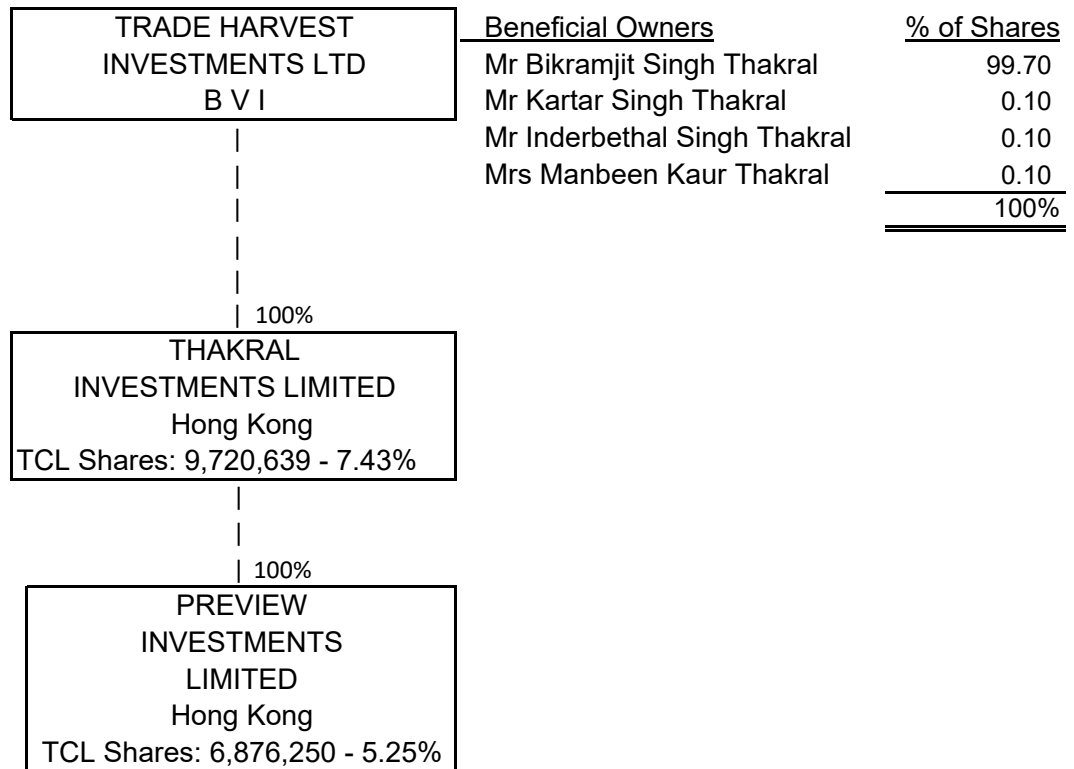 TRADE HARVEST
INVESTMENTS LTD
B V I
Beneficial Owners % of Shares
Mr Bikramjit Singh Thakral 99.70
Mr Kartar Singh Thakral 0.10
Mr Inderbethal Singh Thakral 0.10
Mrs Manbeen Kaur Thakral 0.10
100%
100%
THAKRAL
INVESTMENTS LIMITED
Hong Kong
TCL Shares: 9,720,639 - 7.43%
100%
PREVIEW
INVESTMENTS
LIMITED
Hong Kong
TCL Shares: 6,876,250 - 5.25%